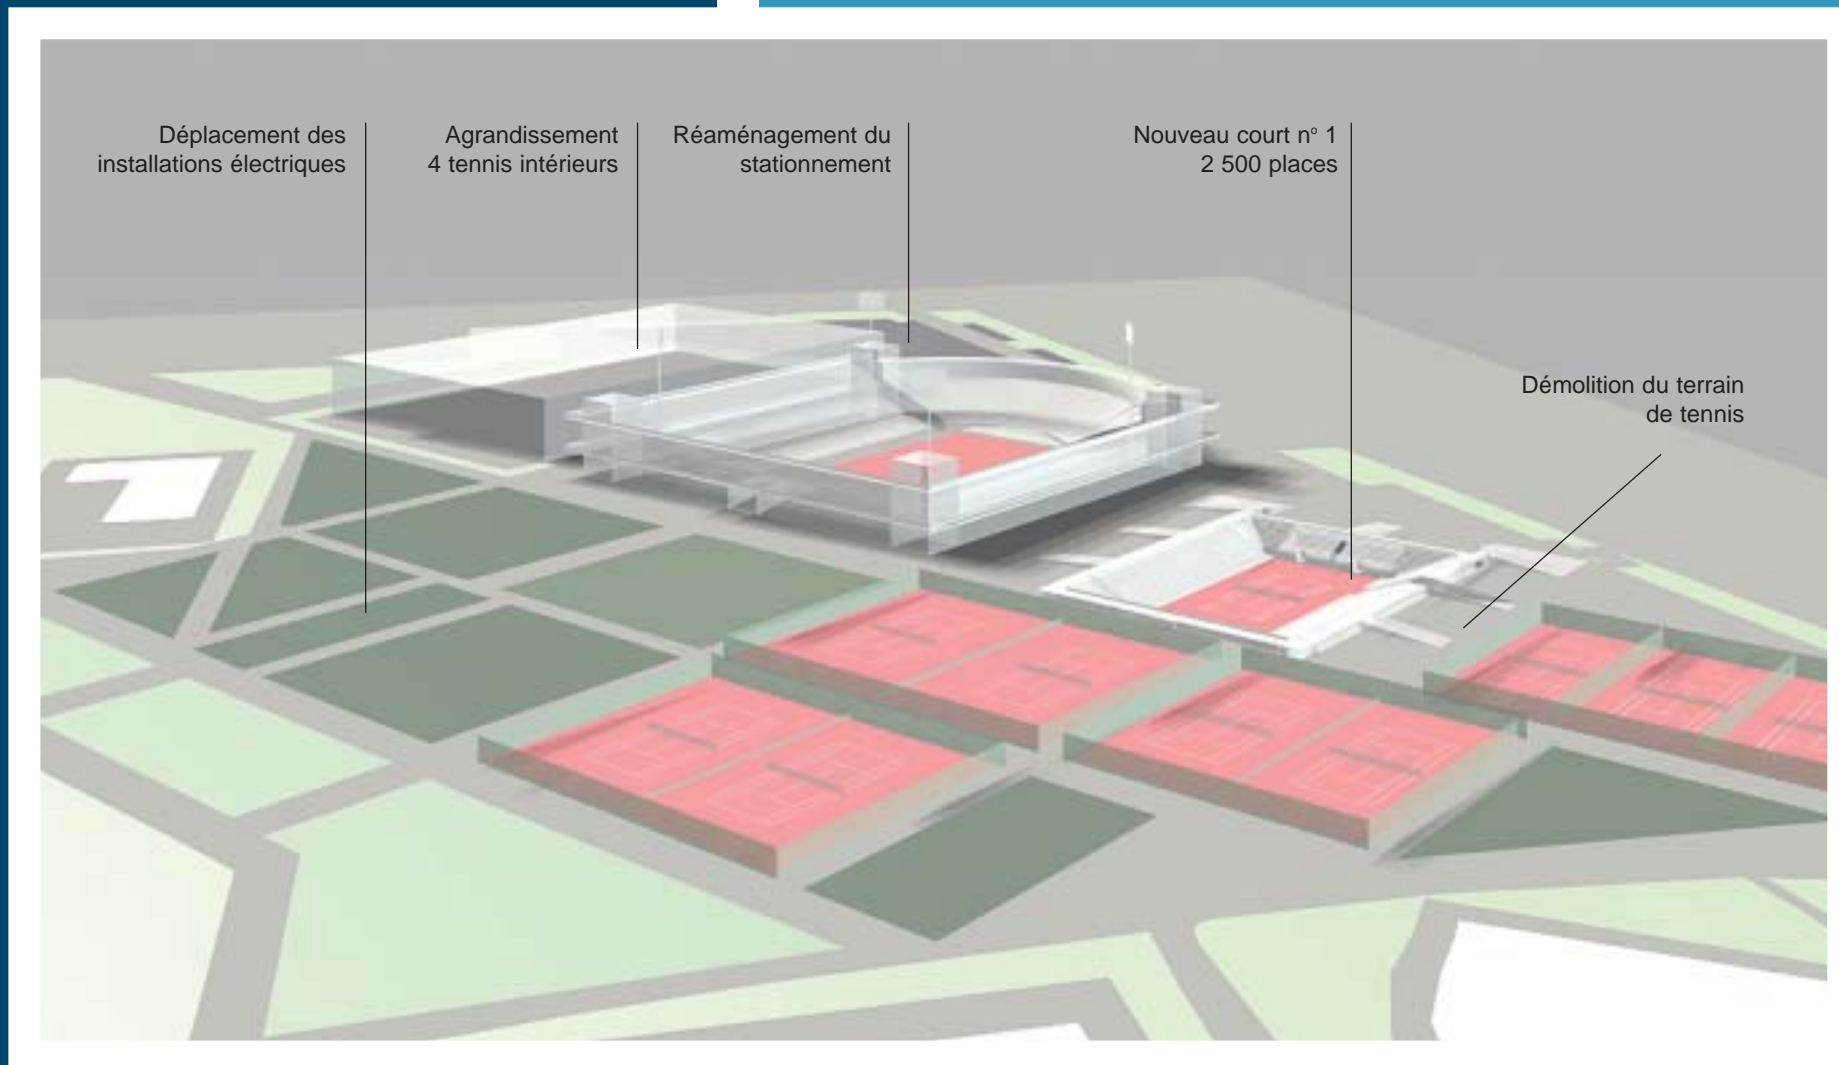 Déplacement des
installations électriques
Agrandissement
4 tennis intérieurs
Réaménagement du
stationnement
Nouveau court nº 1
2 500 places
Démolition du terrain
de tennis